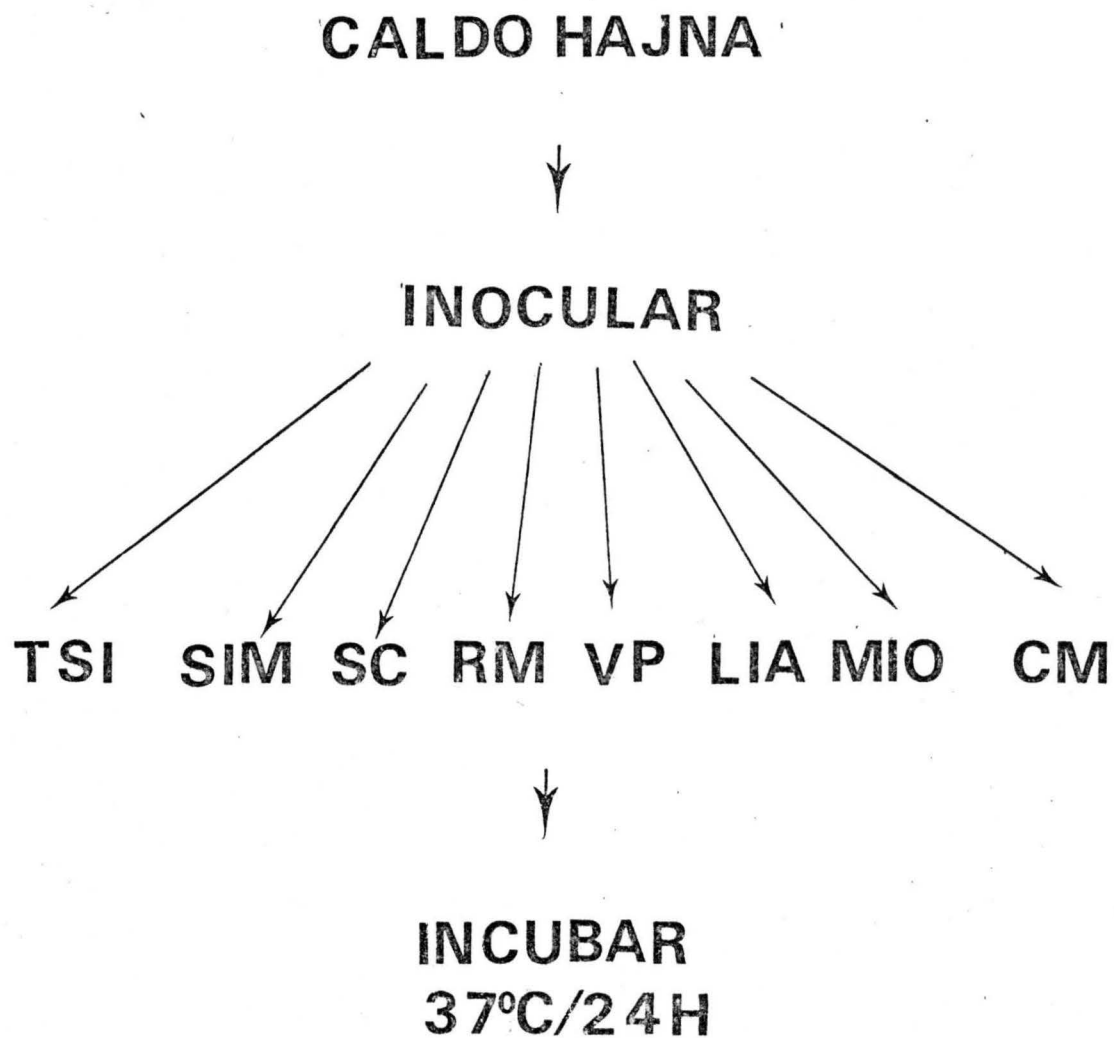 CALDO HAJNA
INOCULAR
TSI SIM SC RM VP LIA MIO CM
INCUBAR
37ºC/24H